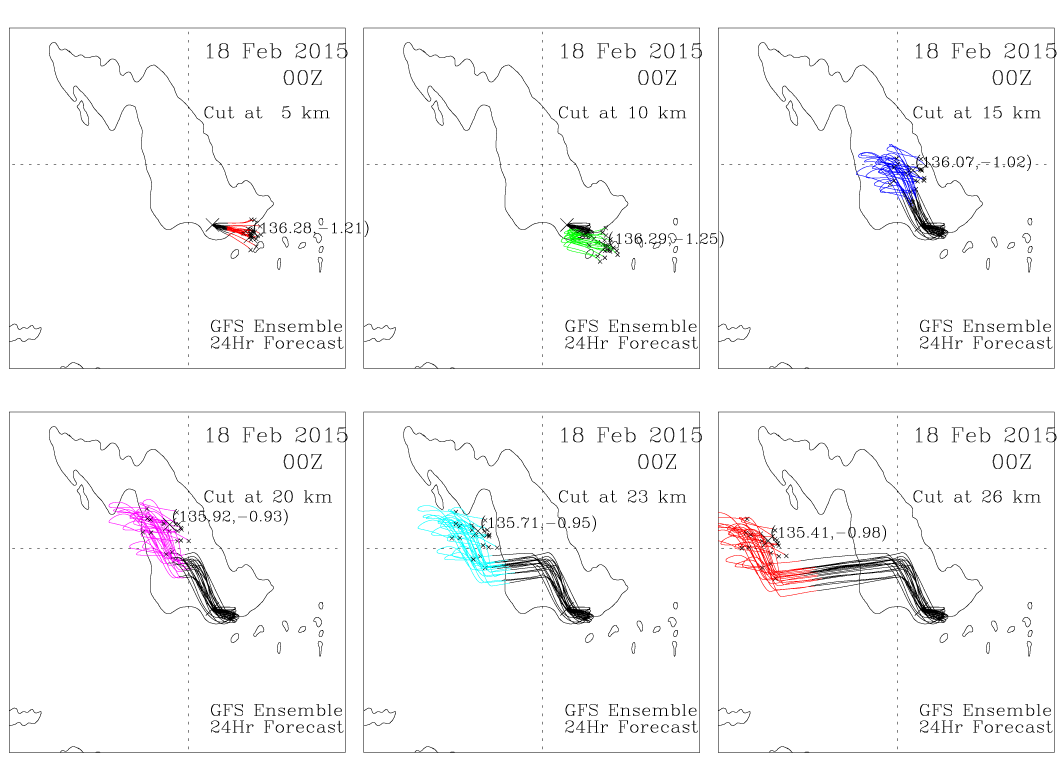 18 Feb 2015
00Z
Cut at  5 km
(136.28,−1.21)
GFS Ensemble
24Hr Forecast
18 Feb 2015
00Z
Cut at 10 km
(136.29,−1.25)
GFS Ensemble
24Hr Forecast
18 Feb 2015
00Z
Cut at 15 km
(136.07,−1.02)
GFS Ensemble
24Hr Forecast
18 Feb 2015
00Z
Cut at 20 km
(135.92,−0.93)
GFS Ensemble
24Hr Forecast
18 Feb 2015
00Z
Cut at 23 km
(135.71,−0.95)
GFS Ensemble
24Hr Forecast
18 Feb 2015
00Z
Cut at 26 km
(135.41,−0.98)
GFS Ensemble
24Hr Forecast